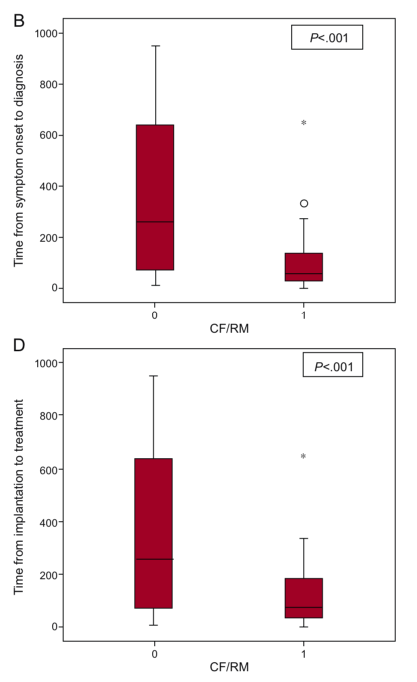 B
P<.001
Time from symptom onset to diagnosis
1000
800
600
400
200
0
*
0 1
CF/RM
D
P<.001
Time from implantation to treatment
1000
800
600
400
200
0
*
0 1
CF/RM